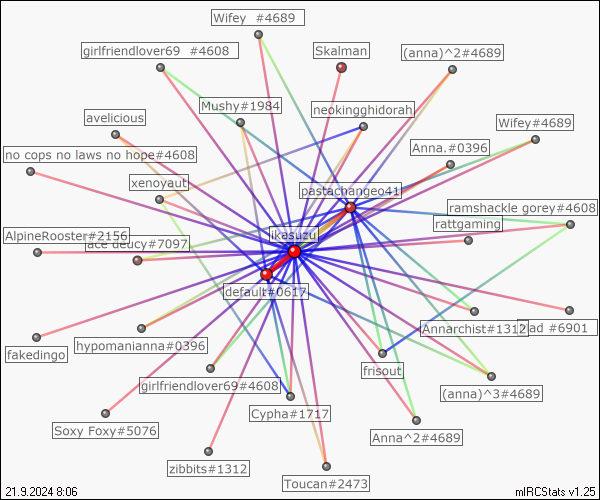 Wifey #4689
girlfriendlover69 #4608
Skalman
(anna)^2#4689
Mushy#1984
neokingghidorah
avelicious
Wifey#4689
no cops no laws no hope#4608
Anna.#0396
xenoyaut
pastachangeo41
ramshackle gorey#4608
rattgaming
AlpineRooster#2156
ace deucy#7097
ikasuzu
default#0617
Annarchist#1312
lad #6901
fakedingo
hypomanianna#0396
frisout
girlfriendlover69#4608
(anna)^3#4689
Cypha#1717
Soxy Foxy#5076
Anna^2#4689
zibbits#1312
Toucan#2473
21.9.2024 8:06
mIRCStats v1.25